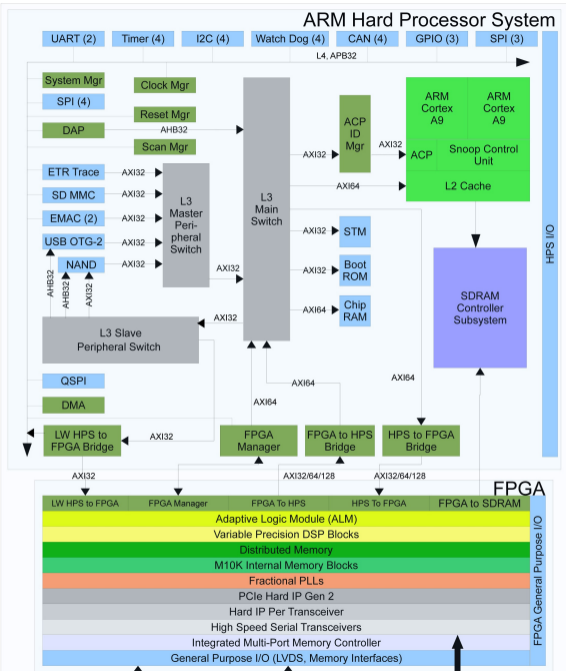 ARM Hard Processor System
UART (2)
Timer (4)
I2C (4)
Watch Dog (4)
CAN (4)
GPIO (3)
SPI (3)
L4, APB32
System Mgr
SPI (4)
DAP
Clock Mgr
Reset Mgr
AHB32
Scan Mgr
ETR Trace
SD MMC
EMAC (2)
USB OTG-2
NAND
AXI32
AXI32
AXI32
AXI32
AXI32
L3
Master
Peri-
pheral
Switch
AXI32
L3
Main
Switch
AXI32
AXI64
ACP
ID
Mgr
AXI32
ARM
Cortex
A9
ARM
Cortex
A9
ACP
Snoop Control
Unit
L2 Cache
HPS I/O
AXI32
STM
AXI32
Boot
ROM
AXI64
Chip
RAM
SDRAM
Controller
Subsystem
AHB32
AHB32
AXI32
AXI32
L3 Slave
Peripheral Switch
QSPI
DMA
AXI64
AXI64
AXI64
LW HPS to
FPGA Bridge
AXI32
FPGA
Manager
FPGA to HPS
Bridge
HPS to FPGA
Bridge
AXI32
AXI32/64/128
AXI32/64/128
FPGA
LW HPS to FPGA
FPGA Manager
FPGA To HPS
HPS To FPGA
FPGA to SDRAM
Adaptive Logic Module (ALM)
Variable Precision DSP Blocks
Distributed Memory
M10K Internal Memory Blocks
Fractional PLLs
PCIe Hard IP Gen 2
Hard IP Per Transceiver
High Speed Serial Transceivers
Integrated Multi-Port Memory Controller
General Purpose I/O (LVDS, Memory Interfaces)
FPGA General Purpose I/O